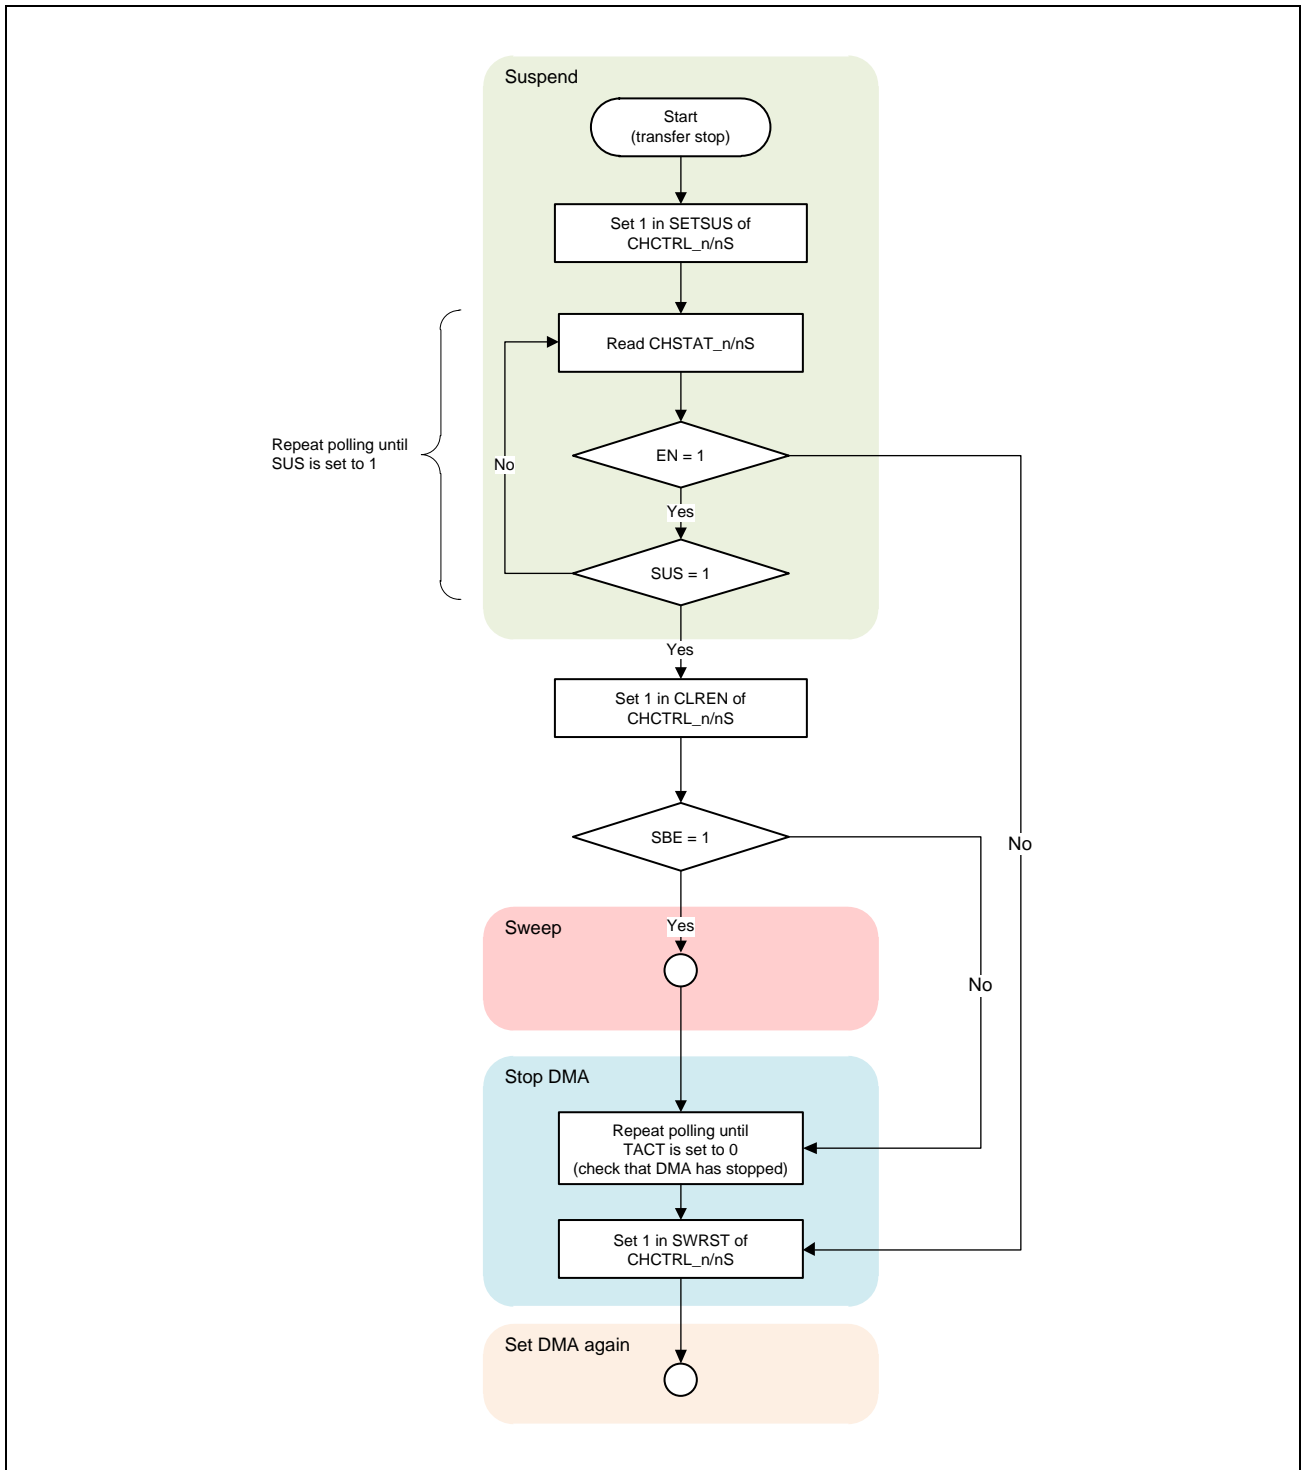 Suspend
Start
(transfer stop)
Set 1 in SETSUS of
CHCTRL_n/nS
Read CHSTAT_n/nS
Repeat polling until
SUS is set to 1
EN = 1
No
Yes
SUS = 1
Yes
Set 1 in CLREN of
CHCTRL_n/nS
SBE = 1
No
Sweep
Yes
No
Stop DMA
Repeat polling until
TACT is set to 0
(check that DMA has stopped)
Set 1 in SWRST of
CHCTRL_n/nS
Set DMA again